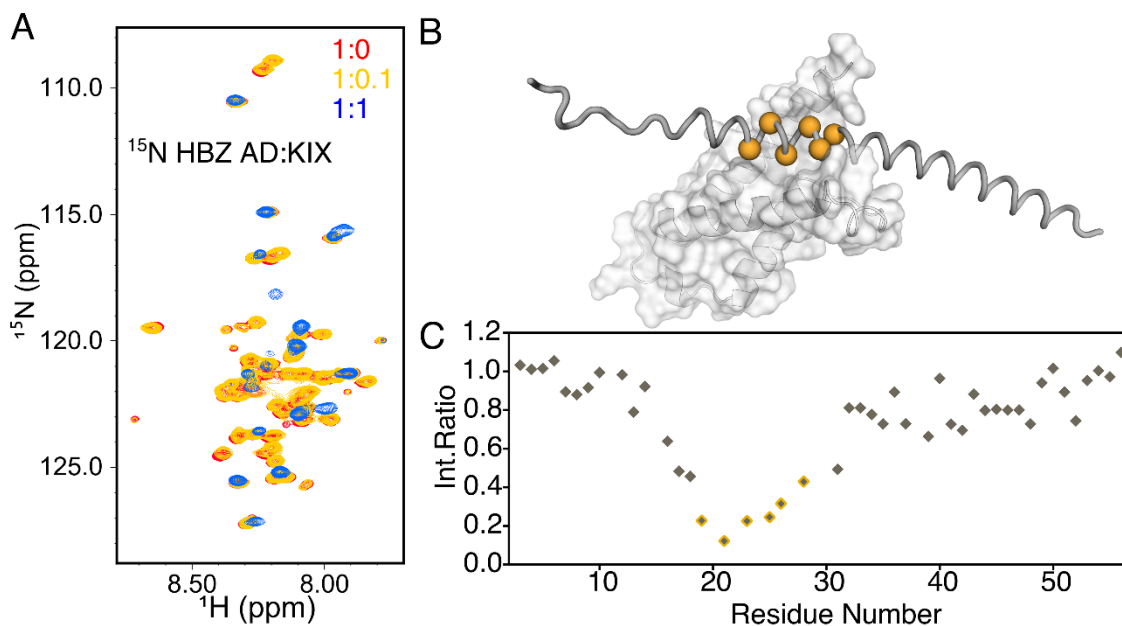 A
1:0
1:0.1
1:1
110.0
¹⁵N HBZ AD:KIX
115.0
120.0
125.0
¹⁵N (ppm)
8.50
8.00
¹H (ppm)
B
C
1.2
1.0
0.8
0.6
0.4
0.2
0.0
Int.Ratio
10
20
30
40
50
Residue Number